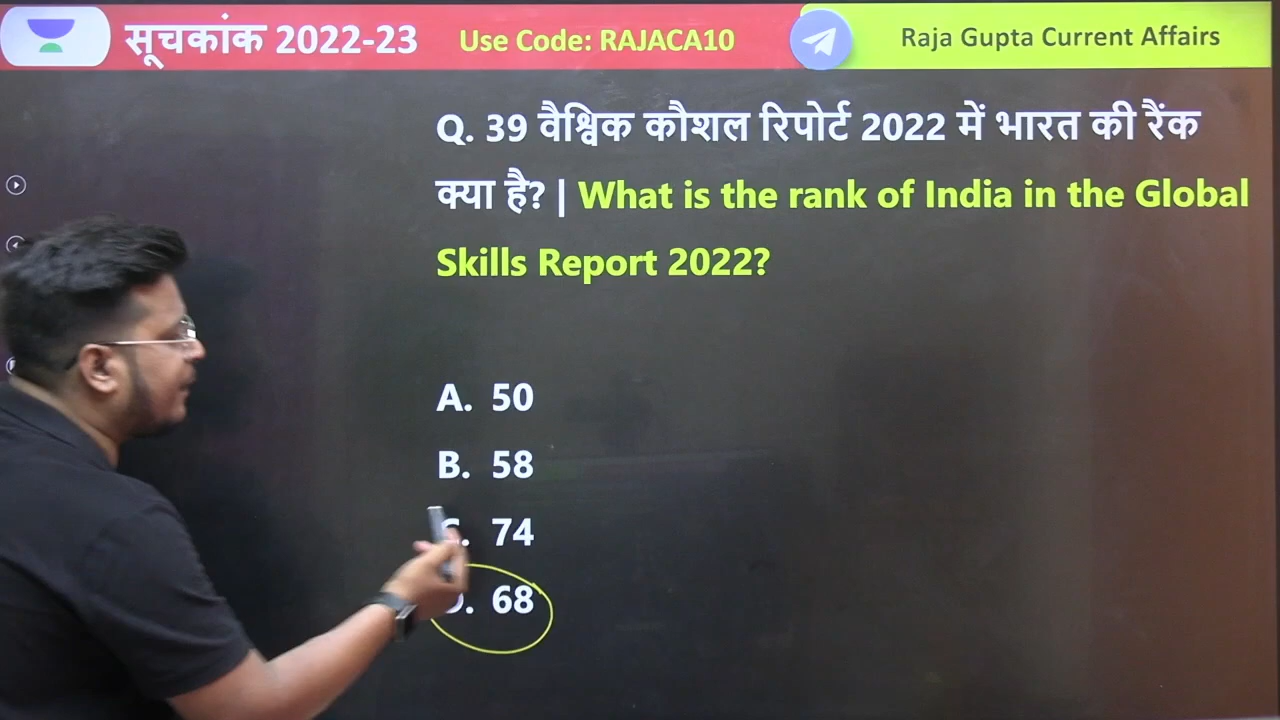 सूचकांक 2022-23 Use Code: RAJACA10 Raja Gupta Current Affairs
Q. 39 वैश्विक कौशल रिपोर्ट 2022 में भारत की रैंक
क्या है? | What is the rank of India in the Global
Skills Report 2022?
A. 50
B. 58
C. 74
D. 68